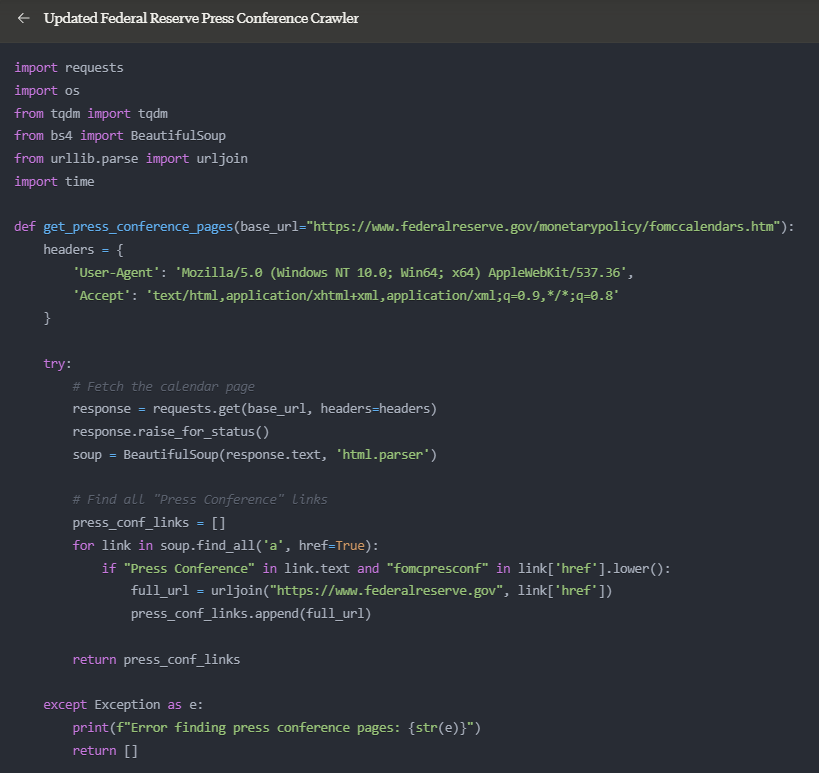 ← Updated Federal Reserve Press Conference Crawler
import requests
import os
from tqdm import tqdm
from bs4 import BeautifulSoup
from urllib.parse import urljoin
import time

def get_press_conference_pages(base_url="https://www.federalreserve.gov/monetarypolicy/fomccalendars.htm"):
    headers = {
        'User-Agent': 'Mozilla/5.0 (Windows NT 10.0; Win64; x64) AppleWebKit/537.36',
        'Accept': 'text/html,application/xhtml+xml,application/xml;q=0.9,*/*;q=0.8'
    }

    try:
        # Fetch the calendar page
        response = requests.get(base_url, headers=headers)
        response.raise_for_status()
        soup = BeautifulSoup(response.text, 'html.parser')

        # Find all "Press Conference" links
        press_conf_links = []
        for link in soup.find_all('a', href=True):
            if "Press Conference" in link.text and "fomcpresconf" in link['href'].lower():
                full_url = urljoin("https://www.federalreserve.gov", link['href'])
                press_conf_links.append(full_url)

        return press_conf_links

    except Exception as e:
        print(f"Error finding press conference pages: {str(e)}")
        return []